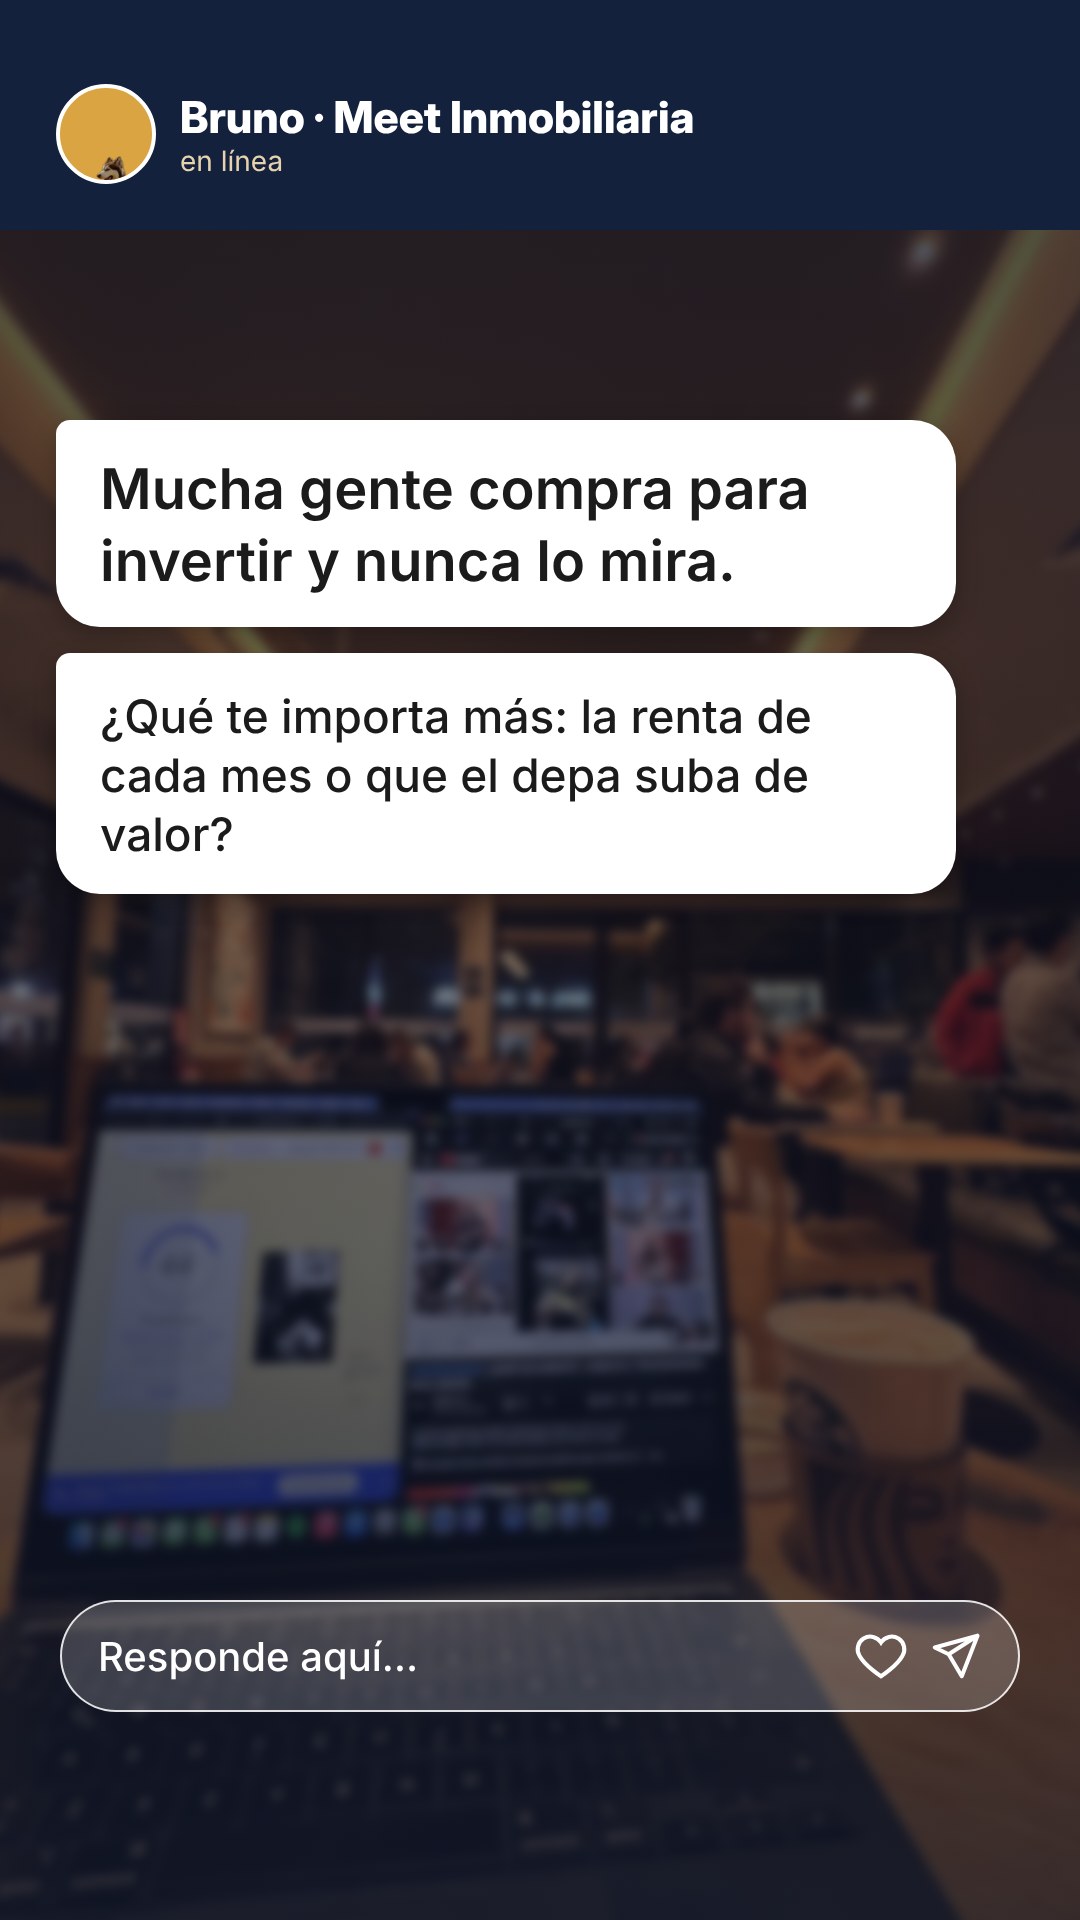 Bruno · Meet Inmobiliaria
en línea
Mucha gente compra para
invertir y nunca lo mira.
¿Qué te importa más: la renta de
cada mes o que el depa suba de
valor?
Responde aquí...